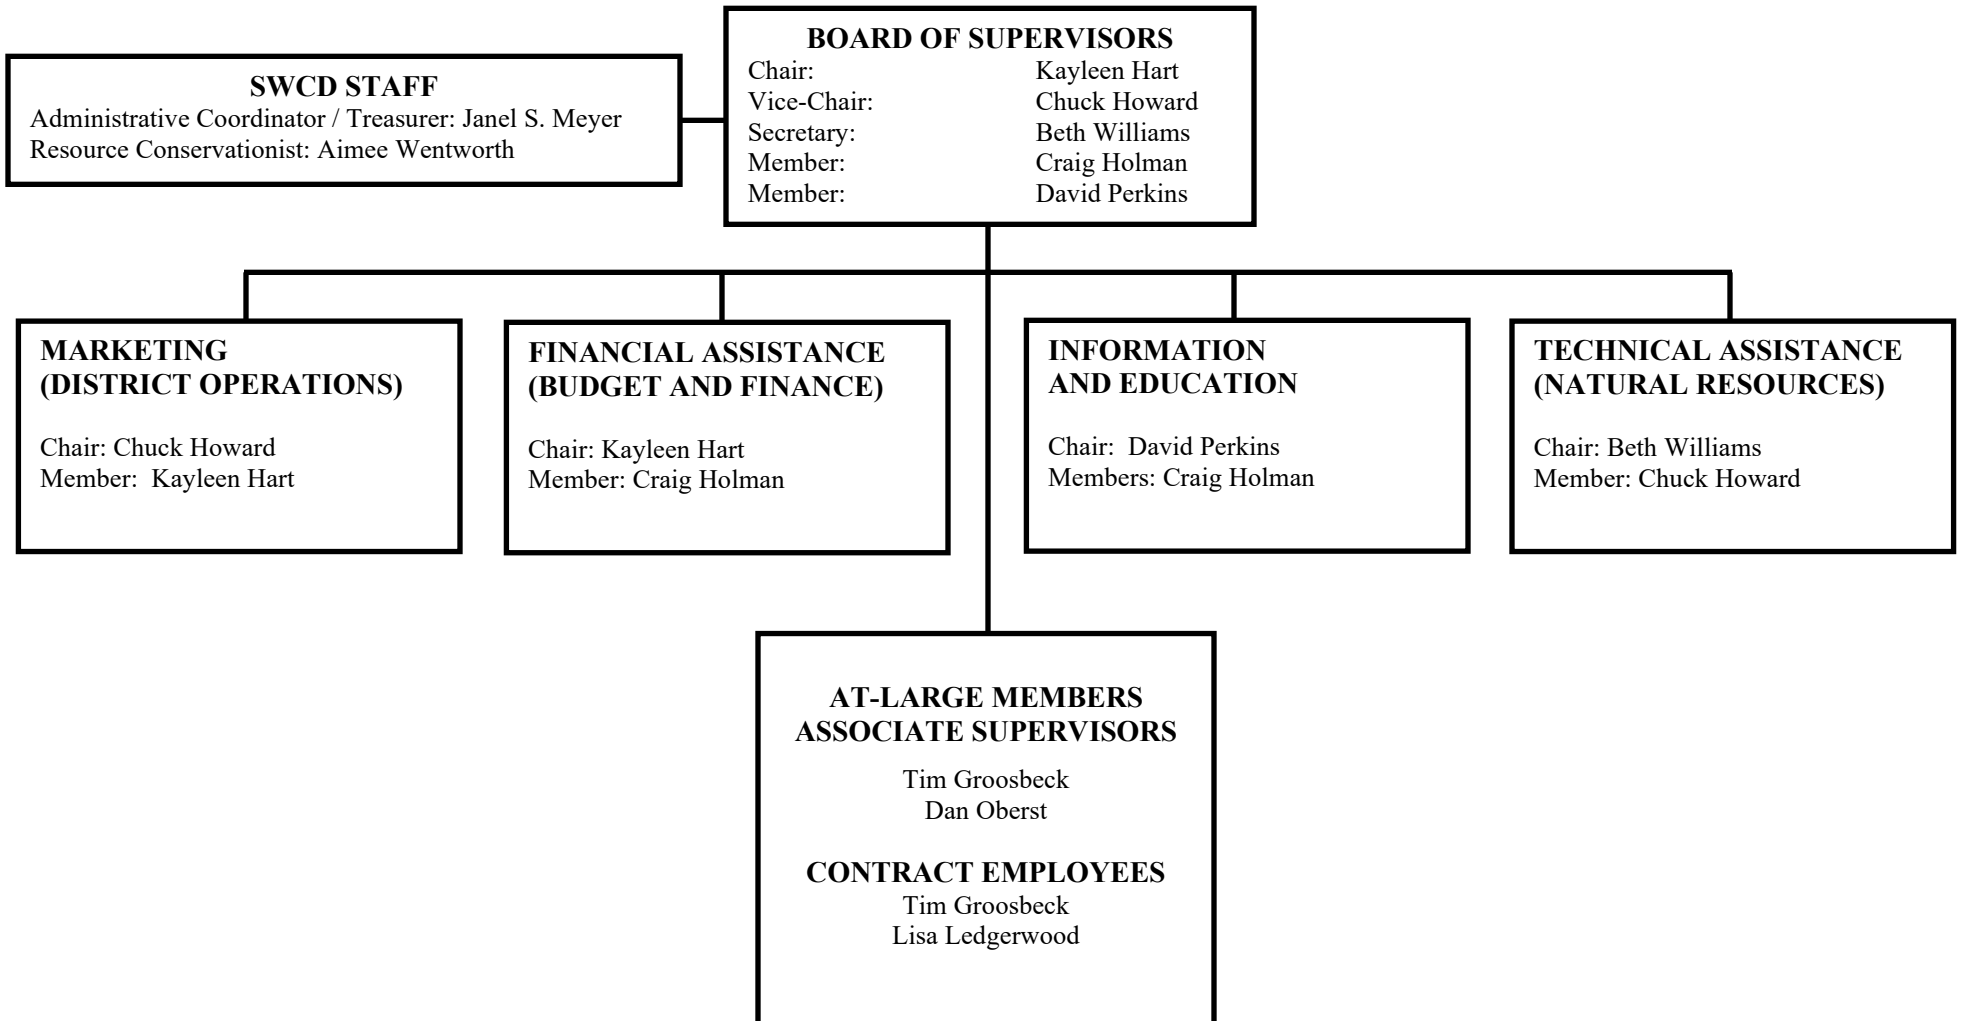 BOARD OF SUPERVISORS
Chair: Kayleen Hart
Vice-Chair: Chuck Howard
Secretary: Beth Williams
Member: Craig Holman
Member: David Perkins
SWCD STAFF
Administrative Coordinator / Treasurer: Janel S. Meyer
Resource Conservationist: Aimee Wentworth
MARKETING
(DISTRICT OPERATIONS)
Chair: Chuck Howard
Member:  Kayleen Hart
FINANCIAL ASSISTANCE
(BUDGET AND FINANCE)
Chair: Kayleen Hart
Member: Craig Holman
INFORMATION
AND EDUCATION
Chair:  David Perkins
Members: Craig Holman
TECHNICAL ASSISTANCE
(NATURAL RESOURCES)
Chair: Beth Williams
Member: Chuck Howard
AT-LARGE MEMBERS
ASSOCIATE SUPERVISORS
Tim Groosbeck
Dan Oberst
CONTRACT EMPLOYEES
Tim Groosbeck
Lisa Ledgerwood